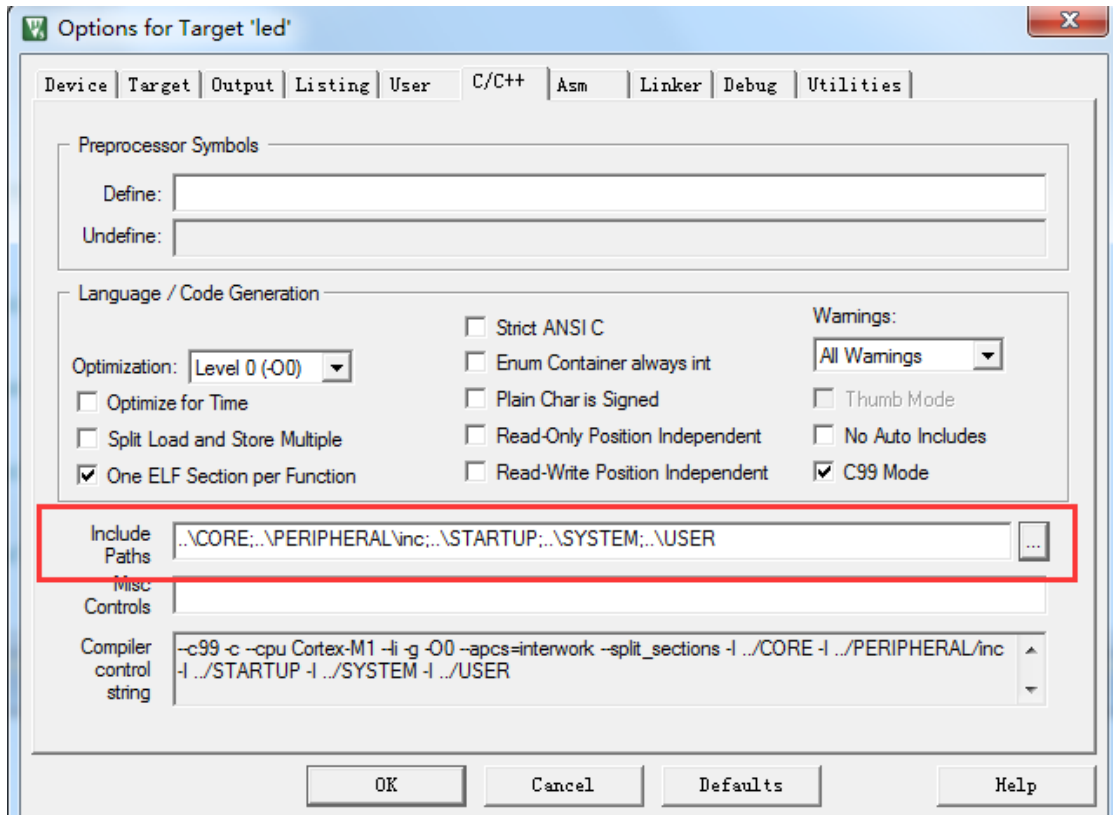 Options for Target 'led'
Device Target Output Listing User C/C++ Asm Linker Debug Utilities
Preprocessor Symbols
Define:
Undefine:
Language / Code Generation
Optimization: Level 0 (-O0)
Optimize for Time
Split Load and Store Multiple
One ELF Section per Function
Strict ANSI C
Enum Container always int
Plain Char is Signed
Read-Only Position Independent
Read-Write Position Independent
Warnings:
All Warnings
Thumb Mode
No Auto Includes
C99 Mode
Include
Paths
..\CORE;..\PERIPHERAL\inc;..\STARTUP;..\SYSTEM;..\USER
...
Misc
Controls
Compiler
control
string
--c99 -c --cpu Cortex-M1 --li -g -O0 --apcs=interwork --split_sections -I ../CORE -I ../PERIPHERAL/inc
-I ../STARTUP -I ../SYSTEM -I ../USER
OK Cancel Defaults Help